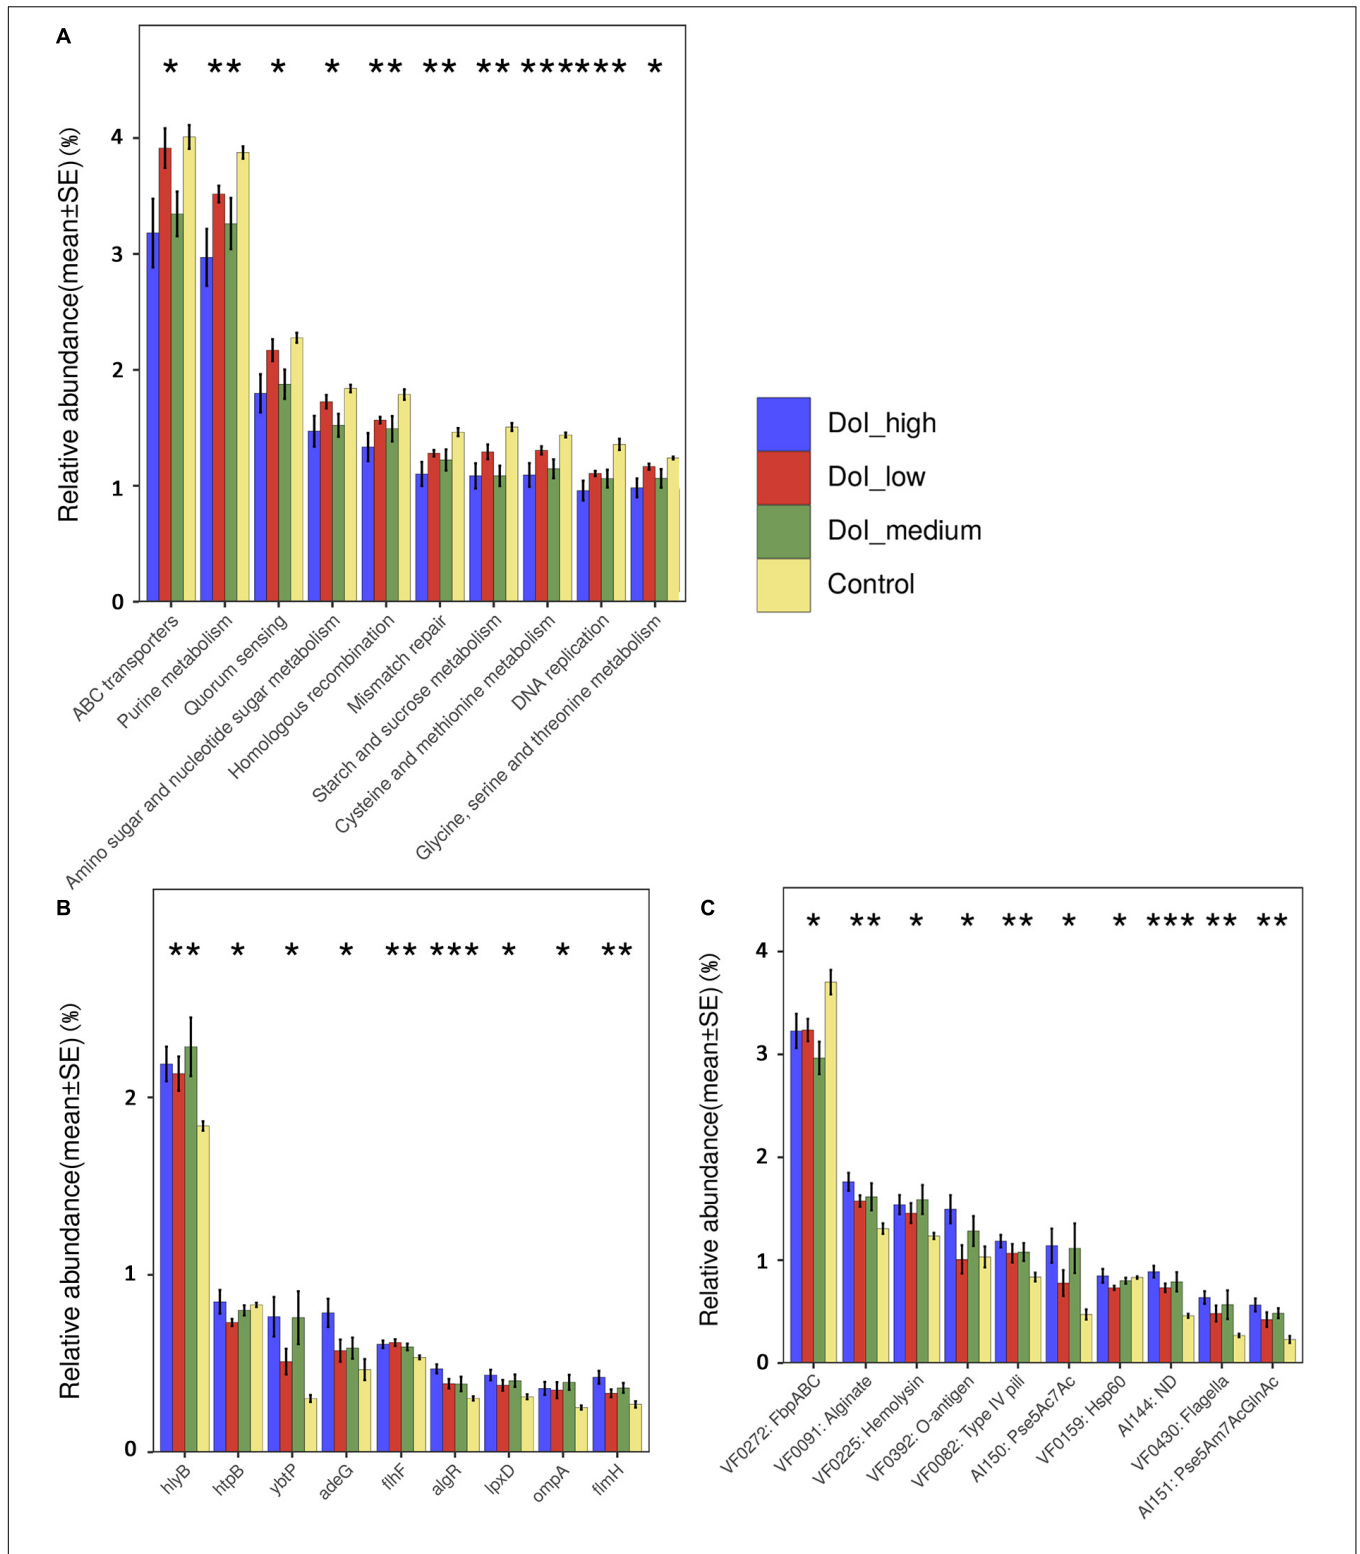 A
* ** * * ** ** ** *** *** *
Relative abundance(mean±SE) (%)
4
3
2
1
0
ABC transporters
Purine metabolism
Quorum sensing
Amino sugar and nucleotide sugar metabolism
Homologous recombination
Mismatch repair
Starch and sucrose metabolism
Cysteine and methionine metabolism
DNA replication
Glycine, serine and threonine metabolism
Dol_high
Dol_low
Dol_medium
Control
B
** * * * ** *** * * **
Relative abundance(mean±SE) (%)
2
1
0
hlyB
htpB
ybtP
adeG
flhF
algR
lpxD
ompA
flmH
C
* ** * * ** * * *** ** **
Relative abundance(mean±SE) (%)
4
3
2
1
0
VF0272: FbpABC
VF0091: Alginate
VF0225: Hemolysin
VF0392: O-antigen
VF0082: Type IV pili
AI150: Pse5Ac7Ac
VF0159: Hsp60
AI144: ND
VF0430: Flagella
AI151: Pse5Am7AcGlnAc